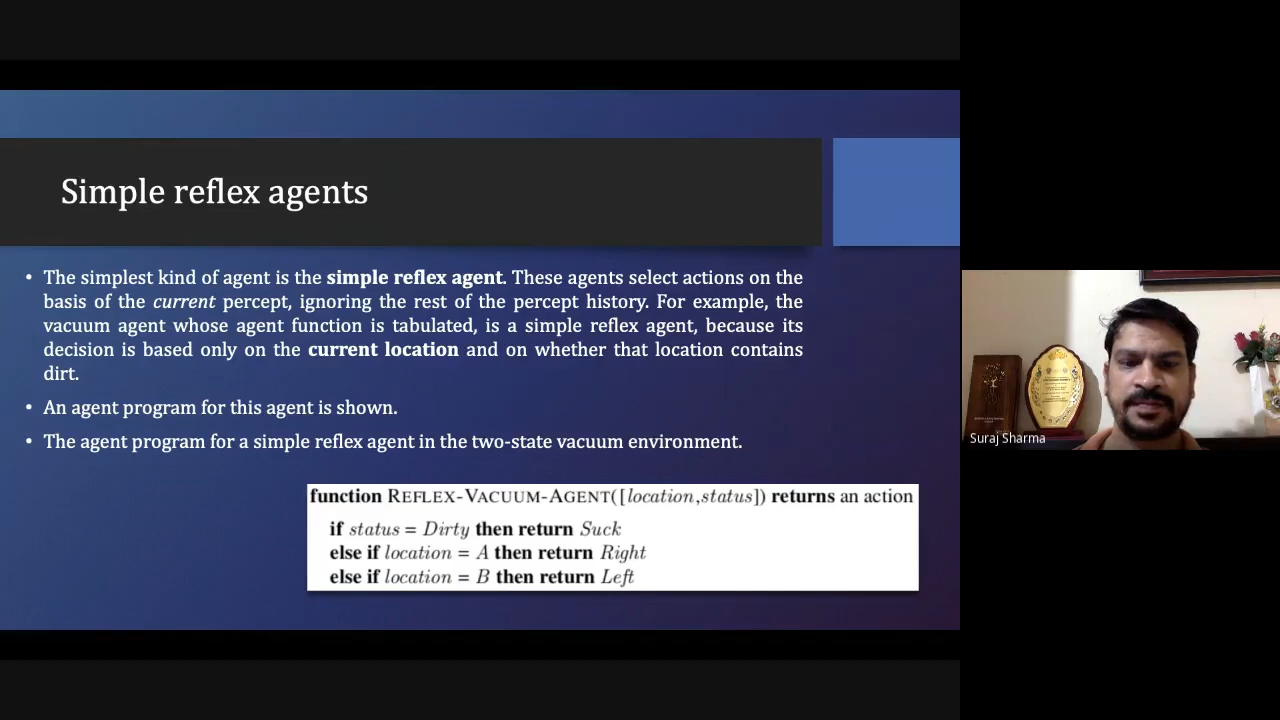 Simple reflex agents
• The simplest kind of agent is the simple reflex agent. These agents select actions on the
basis of the current percept, ignoring the rest of the percept history. For example, the
vacuum agent whose agent function is tabulated, is a simple reflex agent, because its
decision is based only on the current location and on whether that location contains
dirt.
• An agent program for this agent is shown.
• The agent program for a simple reflex agent in the two-state vacuum environment.
function REFLEX-VACUUM-AGENT([location,status]) returns an action
if status = Dirty then return Suck
else if location = A then return Right
else if location = B then return Left
Suraj Sharma